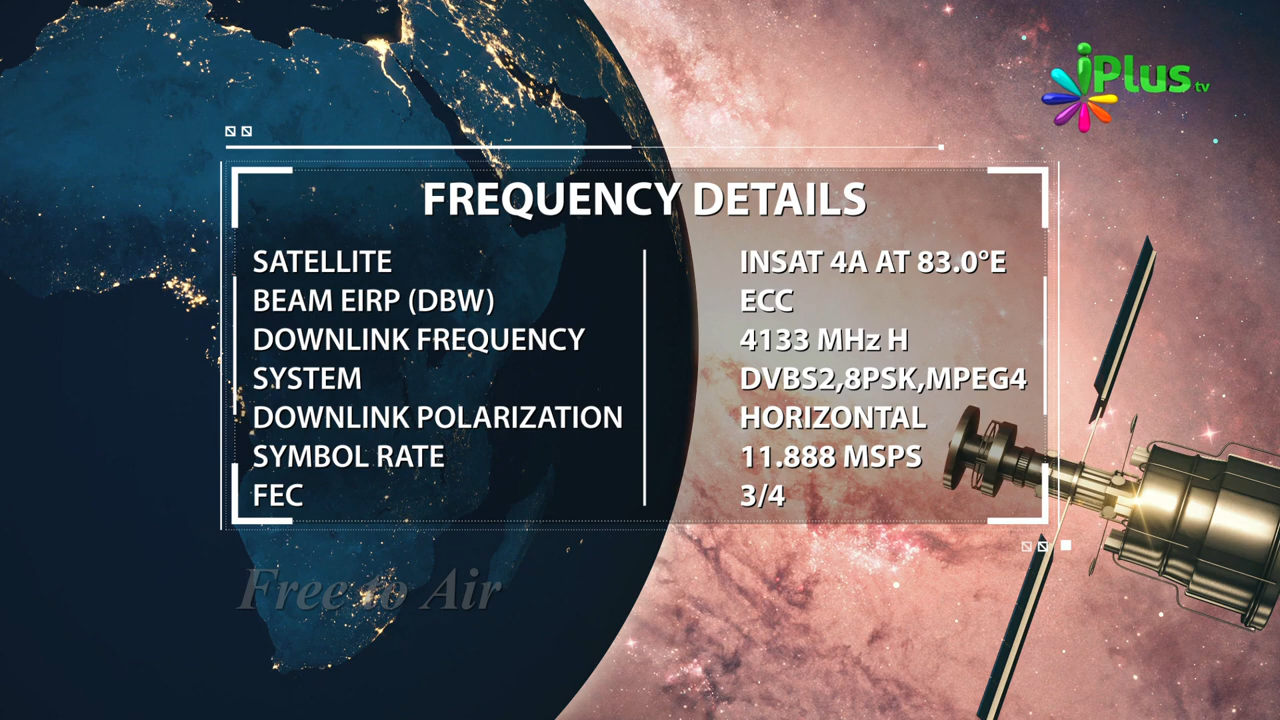 iPlus tv
FREQUENCY DETAILS
SATELLITE INSAT 4A AT 83.0°E
BEAM EIRP (DBW) ECC
DOWNLINK FREQUENCY 4133 MHz H
SYSTEM DVBS2,8PSK,MPEG4
DOWNLINK POLARIZATION HORIZONTAL
SYMBOL RATE 11.888 MSPS
FEC 3/4
Free to Air